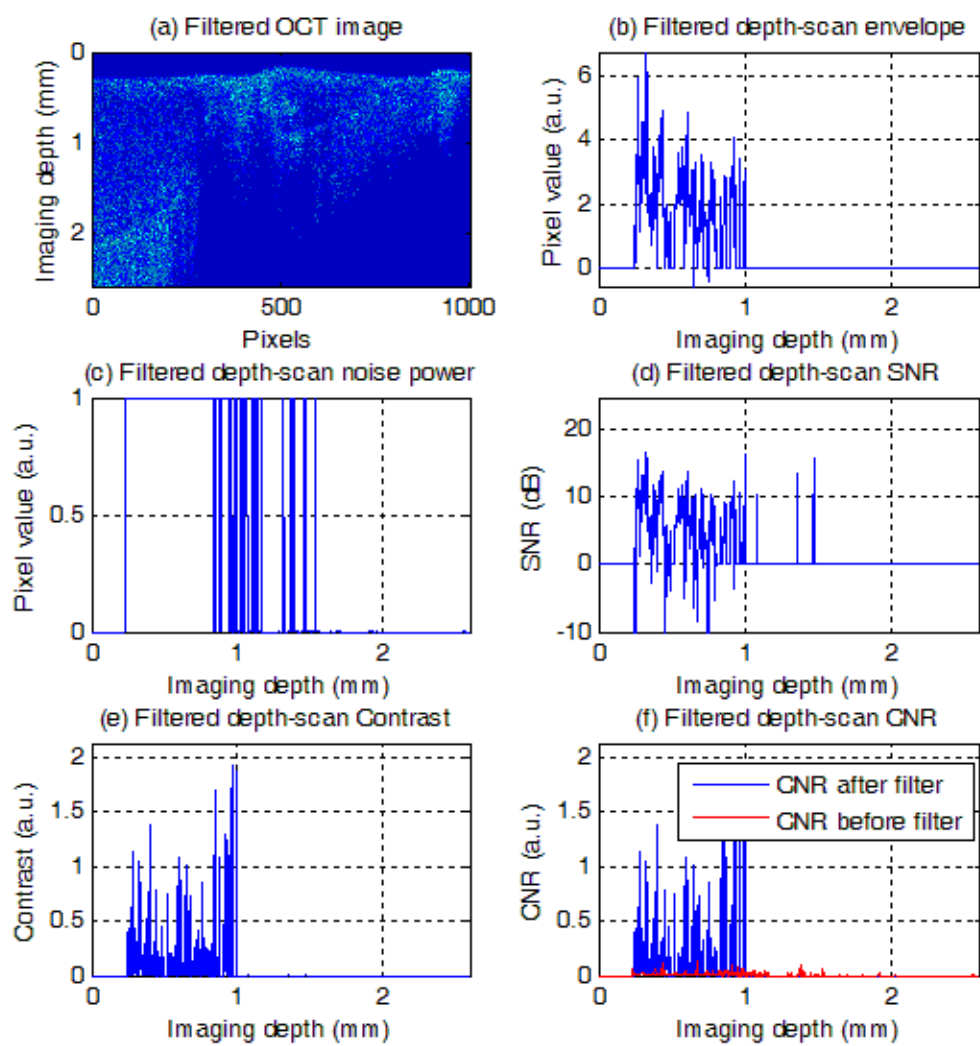 (a) Filtered OCT image
0
1
2
Imaging depth (mm)
0
500
1000
Pixels
(b) Filtered depth-scan envelope
6
4
2
0
Pixel value (a.u.)
0
1
2
Imaging depth (mm)
(c) Filtered depth-scan noise power
1
0.5
0
Pixel value (a.u.)
0
1
2
Imaging depth (mm)
(d) Filtered depth-scan SNR
20
10
0
-10
SNR (dB)
0
1
2
Imaging depth (mm)
(e) Filtered depth-scan Contrast
2
1.5
1
0.5
0
Contrast (a.u.)
0
1
2
Imaging depth (mm)
(f) Filtered depth-scan CNR
2
1.5
1
0.5
0
CNR (a.u.)
CNR after filter
CNR before filter
0
1
2
Imaging depth (mm)